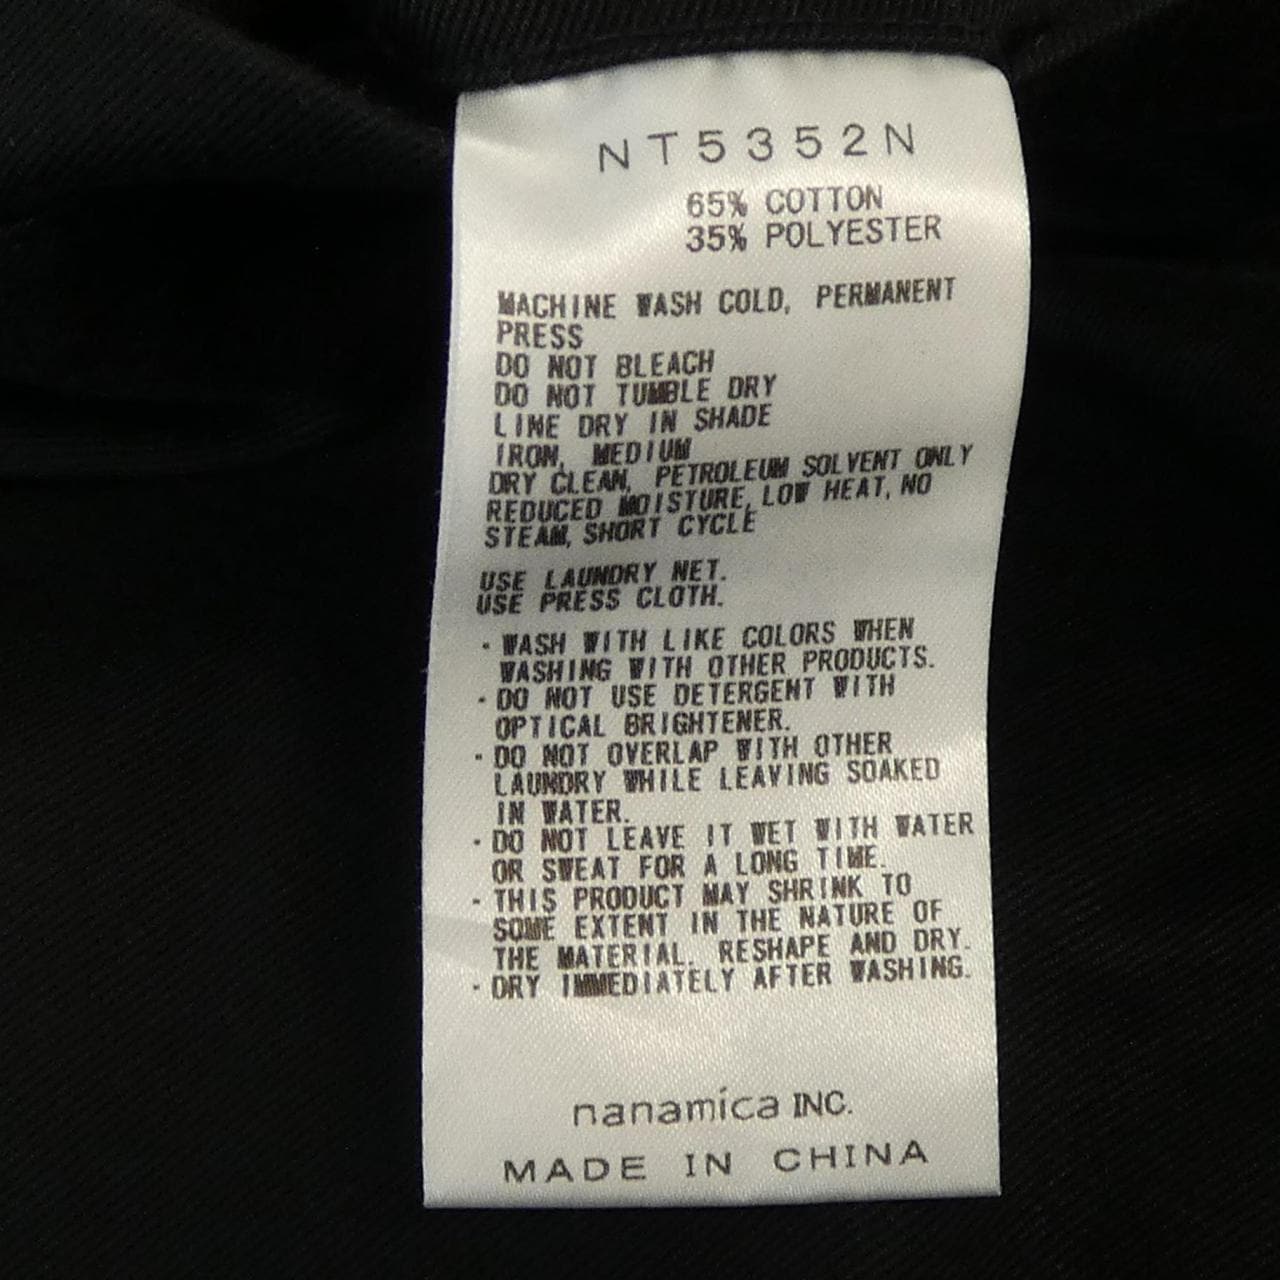 NT5352N
65% COTTON
35% POLYESTER
MACHINE WASH COLD, PERMANENT
PRESS
DO NOT BLEACH
DO NOT TUMBLE DRY
LINE DRY IN SHADE
IRON, MEDIUM
DRY CLEAN, PETROLEUM SOLVENT ONLY
REDUCED MOISTURE, LOW HEAT, NO
STEAM, SHORT CYCLE
USE LAUNDRY NET.
USE PRESS CLOTH.
・WASH WITH LIKE COLORS WHEN
WASHING WITH OTHER PRODUCTS.
・DO NOT USE DETERGENT WITH
OPTICAL BRIGHTENER.
・DO NOT OVERLAP WITH OTHER
LAUNDRY WHILE LEAVING SOAKED
IN WATER.
・DO NOT LEAVE IT WET WITH WATER
OR SWEAT FOR A LONG TIME.
・THIS PRODUCT MAY SHRINK TO
SOME EXTENT IN THE NATURE OF
THE MATERIAL. RESHAPE AND DRY.
・DRY IMMEDIATELY AFTER WASHING.
nanamica INC.
MADE IN CHINA